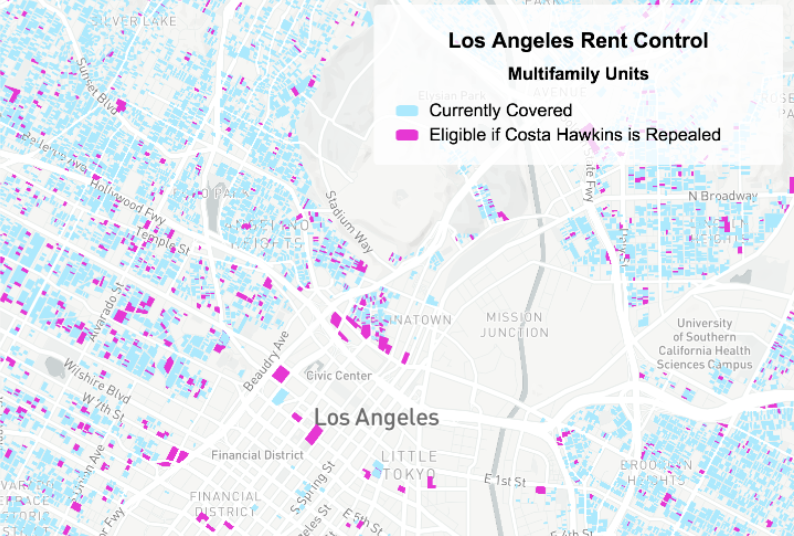 PARK
SILVER LAKE
Los Angeles Rent Control
Multifamily Units
Elysian Park
AVENUE
Currently Covered
Eligible if Costa Hawkins is Repealed
Sunset Blvd
Bellevue Ave
Hollwood Fwy
ECHO PARK
N Broadway
Stadium Way
ANGELINO
HEIGHTS
Temple St
Alvarado St
CHINATOWN
MISSION
JUNCTION
University
of Southern
California Health
Sciences Campus
Beaudry Ave
Civic Center
Wilshire Blvd
W 7th St
Los Angeles
Financial District
LITTLE
TOKYO
S Union Ave
BOYLE
HEIGHTS
E 1st St
FINANCIAL
DISTRICT
S Spring St
E 5th St
E 4th St